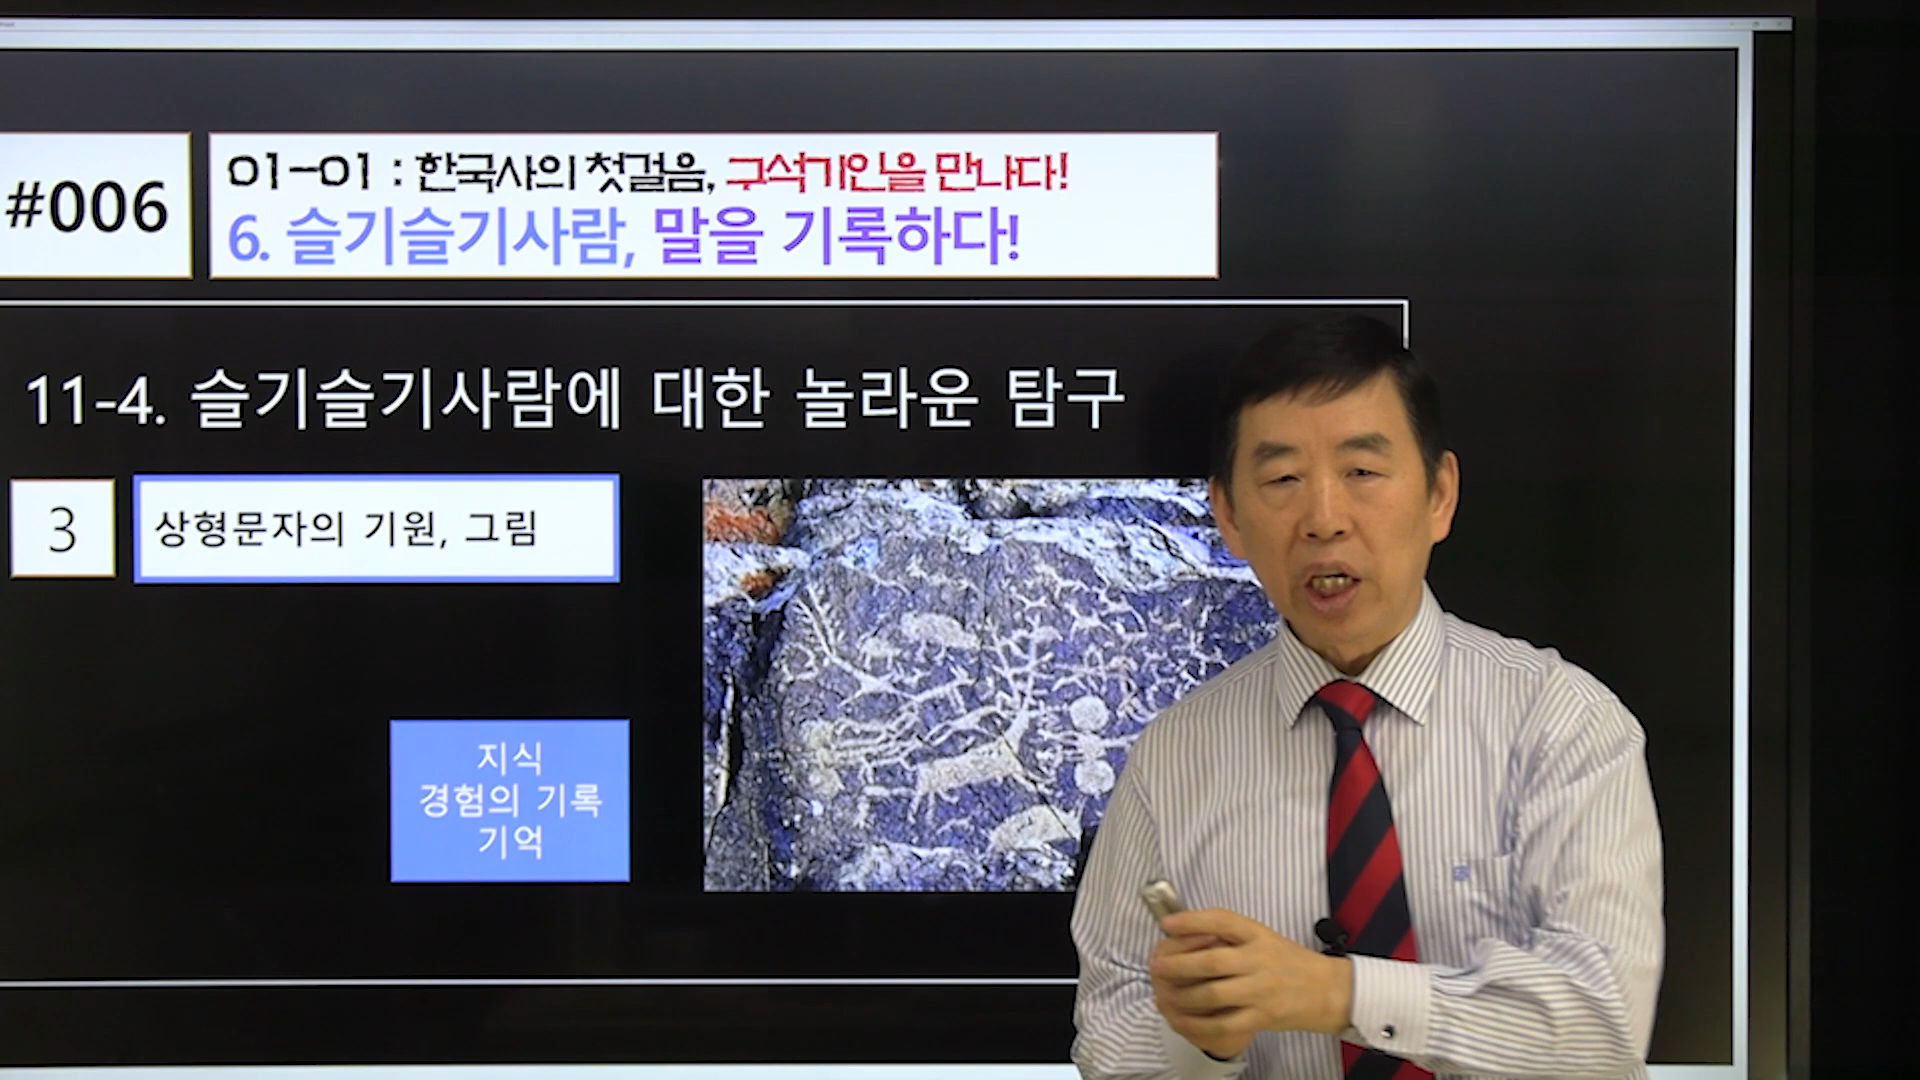 #006
01-01 : 한국사의 첫걸음, 구석기인을 만나다!
6. 슬기슬기사람, 말을 기록하다!
11-4. 슬기슬기사람에 대한 놀라운 탐구
3
상형문자의 기원, 그림
지식
경험의 기록
기억